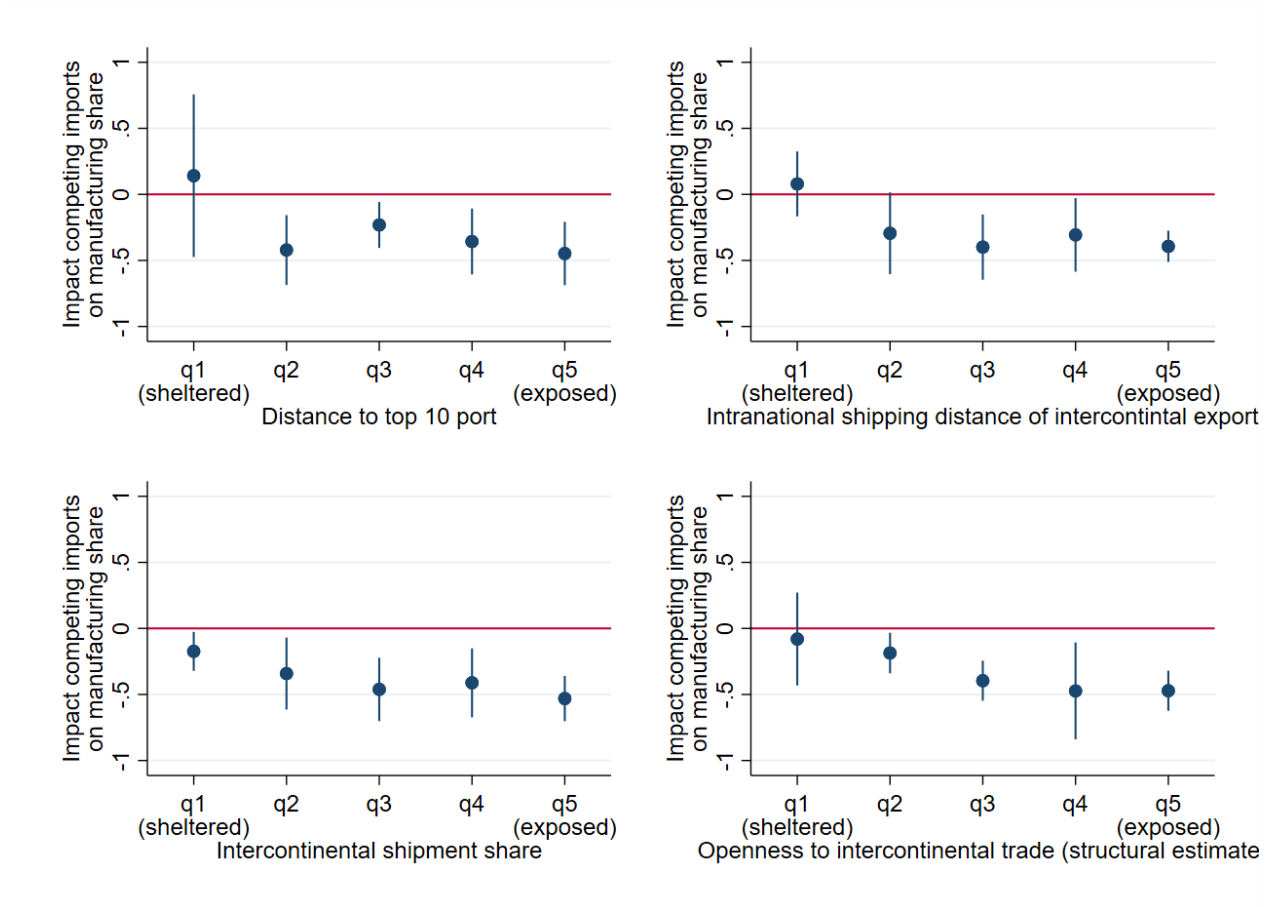 Impact competing imports
on manufacturing share
1
.5
0
-.5
-1
q1
q2
q3
q4
q5
(sheltered)
(exposed)
Distance to top 10 port
Impact competing imports
on manufacturing share
1
.5
0
-.5
-1
q1
q2
q3
q4
q5
(sheltered)
(exposed)
Intranational shipping distance of intercontintal export
Impact competing imports
on manufacturing share
1
.5
0
-.5
-1
q1
q2
q3
q4
q5
(sheltered)
(exposed)
Intercontinental shipment share
Impact competing imports
on manufacturing share
1
.5
0
-.5
-1
q1
q2
q3
q4
q5
(sheltered)
(exposed)
Openness to intercontinental trade (structural estimate